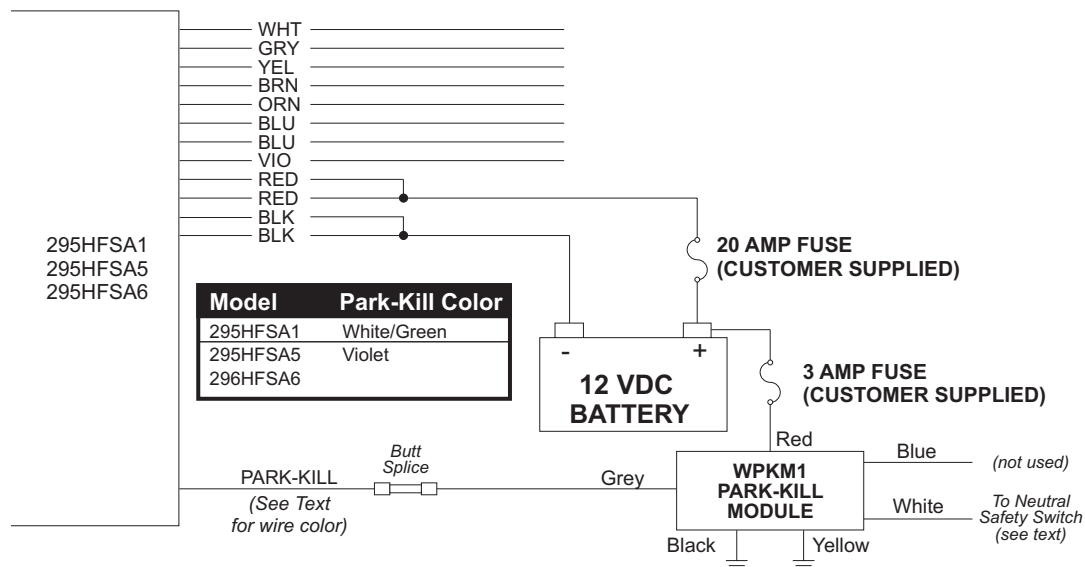 WHT
GRY
YEL
BRN
ORN
BLU
BLU
VIO
RED
RED
BLK
BLK
295HFSA1
295HFSA5
295HFSA6
20 AMP FUSE
(CUSTOMER SUPPLIED)
Model Park-Kill Color
295HFSA1 White/Green
295HFSA5 Violet
296HFSA6
- +
12 VDC
BATTERY
3 AMP FUSE
(CUSTOMER SUPPLIED)
Red
PARK-KILL
(See Text
for wire color)
Butt
Splice
Grey
WPKM1
PARK-KILL
MODULE
Blue
(not used)
White
To Neutral
Safety Switch
(see text)
Black
Yellow